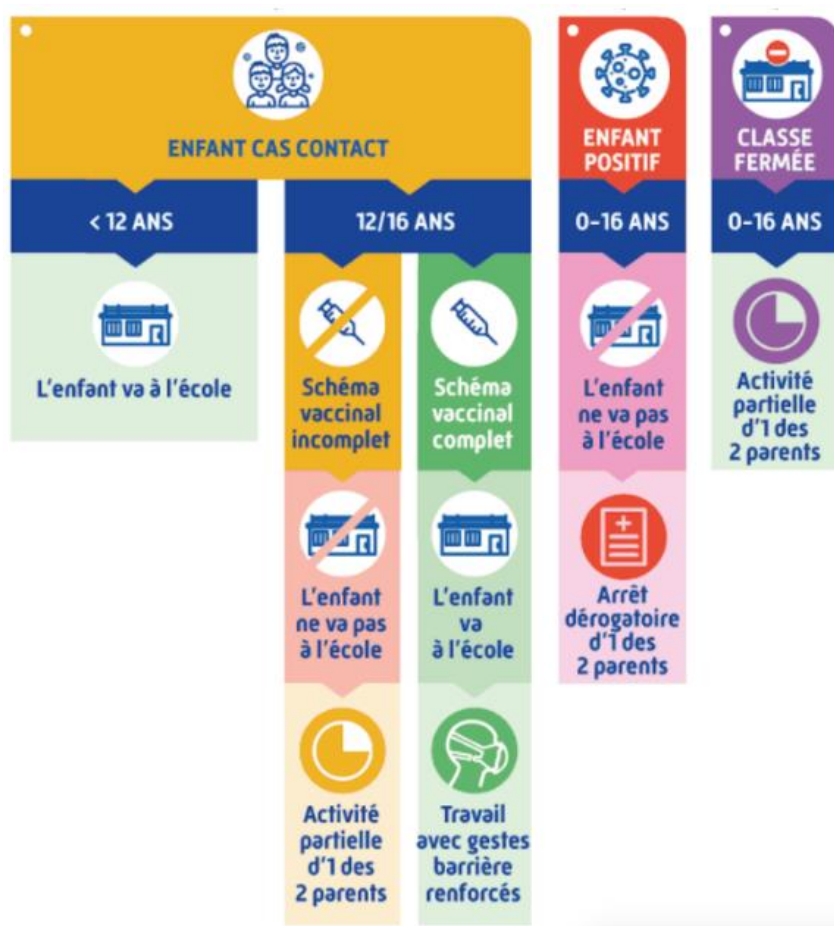 ENFANT CAS CONTACT
< 12 ANS
L'enfant va à l'école
12/16 ANS
Schéma
vaccinal
incomplet
L'enfant
ne va pas
à l'école
Activité
partielle
d'1 des
2 parents
Schéma
vaccinal
complet
L'enfant
va
à l'école
Travail
avec gestes
barrière
renforcés
ENFANT
POSITIF
0-16 ANS
L'enfant
ne va pas
à l'école
Arrêt
dérogatoire
d'1 des
2 parents
CLASSE
FERMÉE
0-16 ANS
Activité
partielle
d'1 des
2 parents